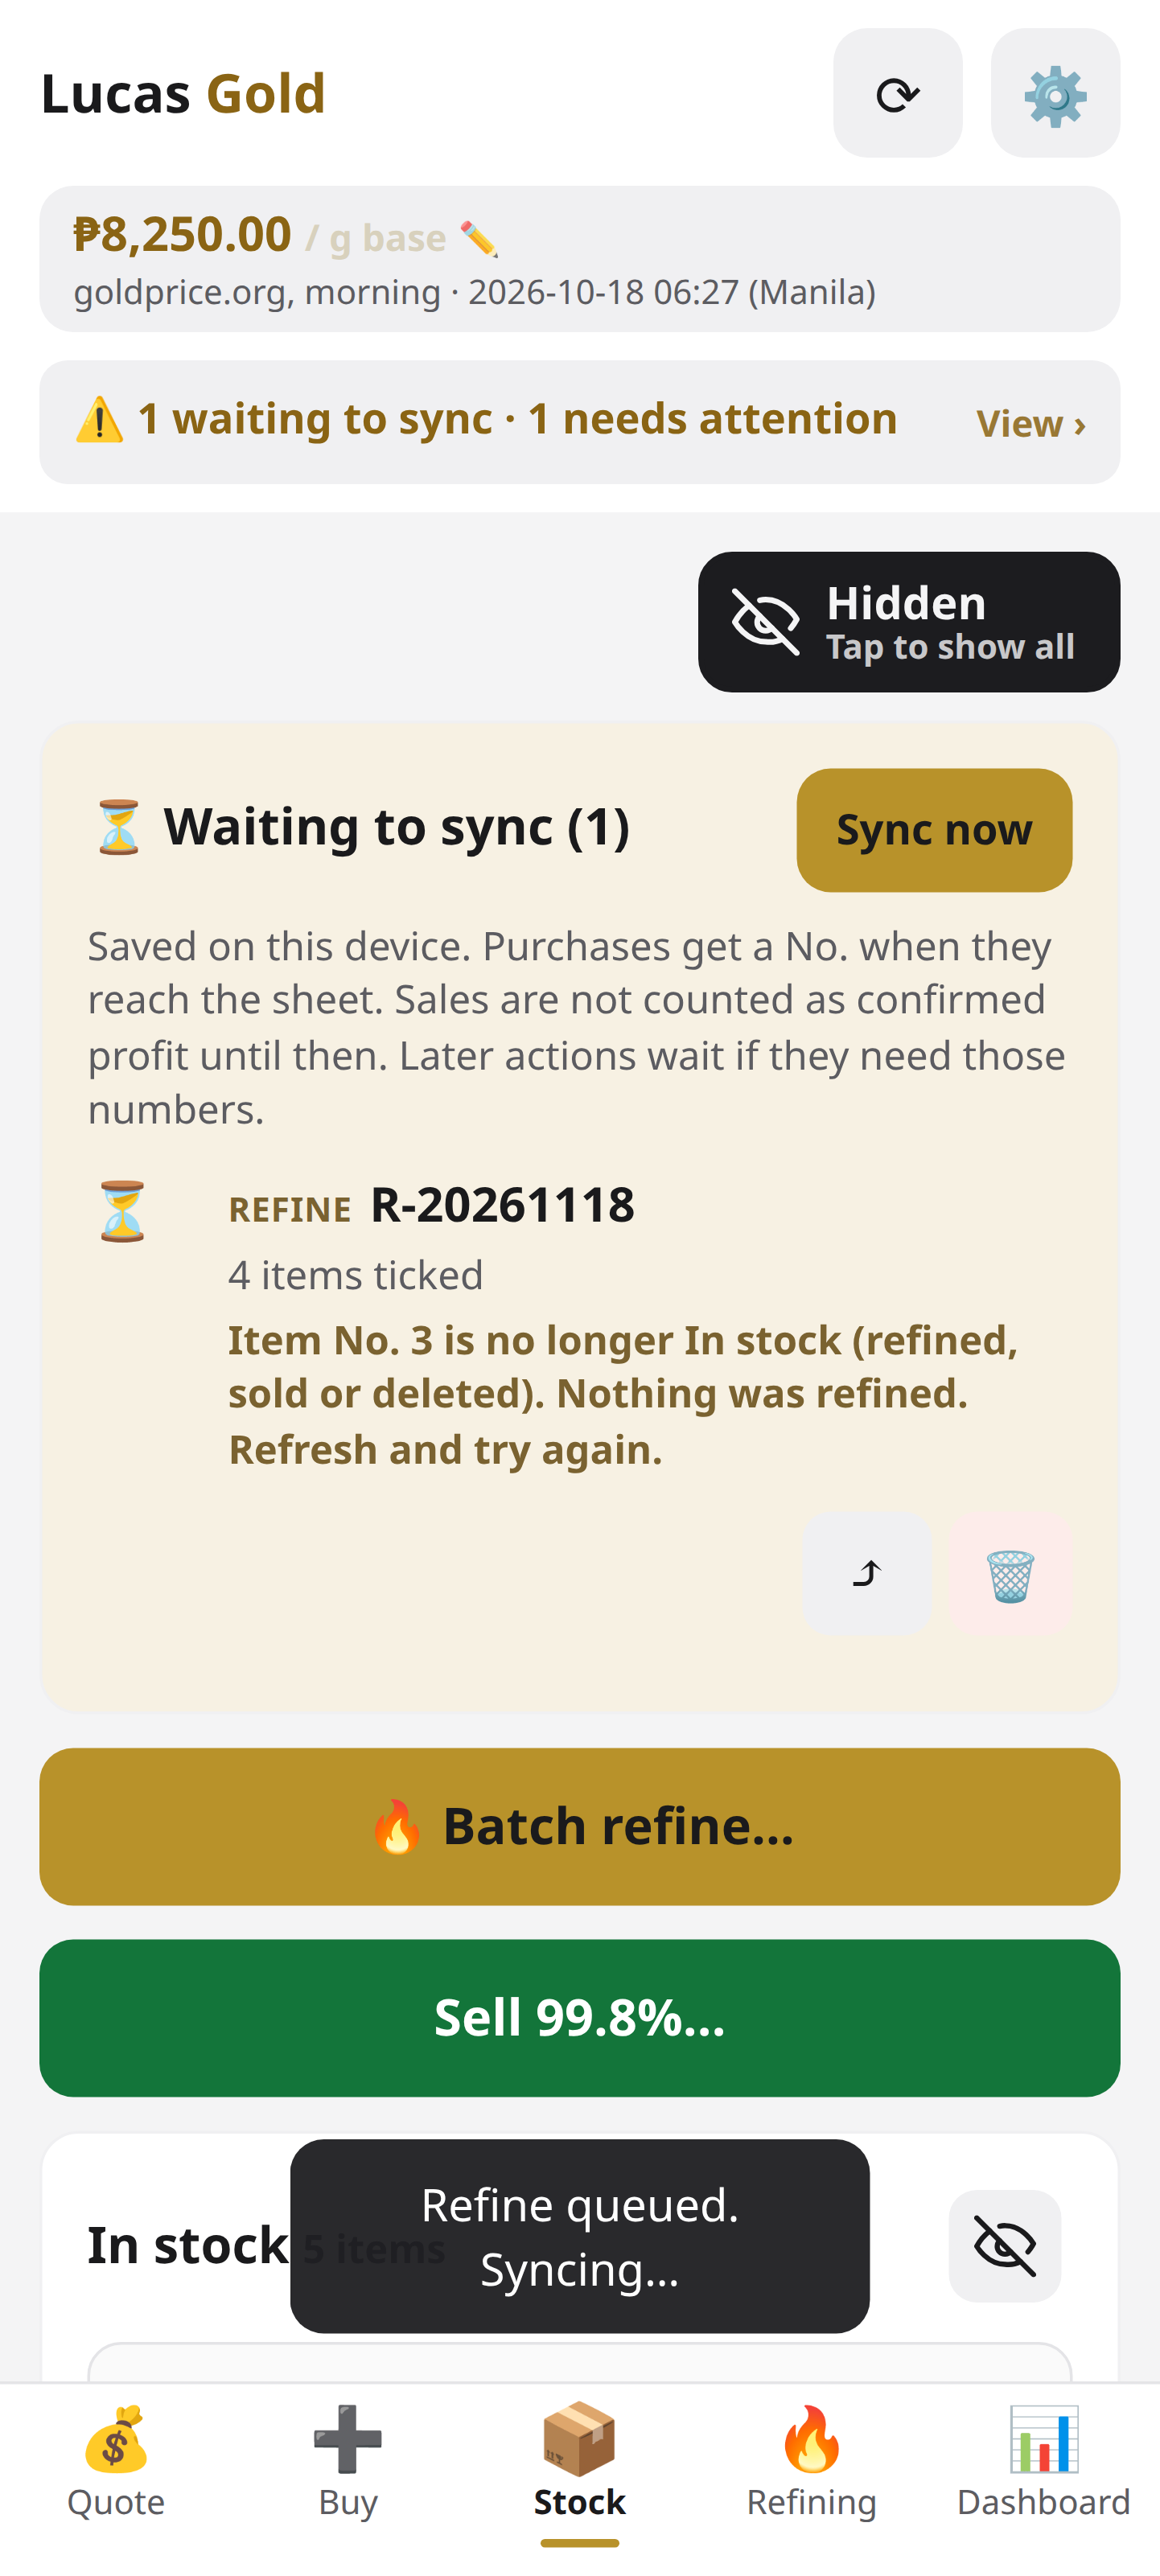 Lucas Gold
₱8,250.00 / g base
goldprice.org, morning · 2026-10-18 06:27 (Manila)
1 waiting to sync · 1 needs attention
View ›
Hidden
Tap to show all
Waiting to sync (1)
Sync now
Saved on this device. Purchases get a No. when they
reach the sheet. Sales are not counted as confirmed
profit until then. Later actions wait if they need those
numbers.
REFINE R-20261118
4 items ticked
Item No. 3 is no longer In stock (refined,
sold or deleted). Nothing was refined.
Refresh and try again.
Batch refine...
Sell 99.8%...
In stock 5 items
Refine queued.
Syncing...
Quote
Buy
Stock
Refining
Dashboard